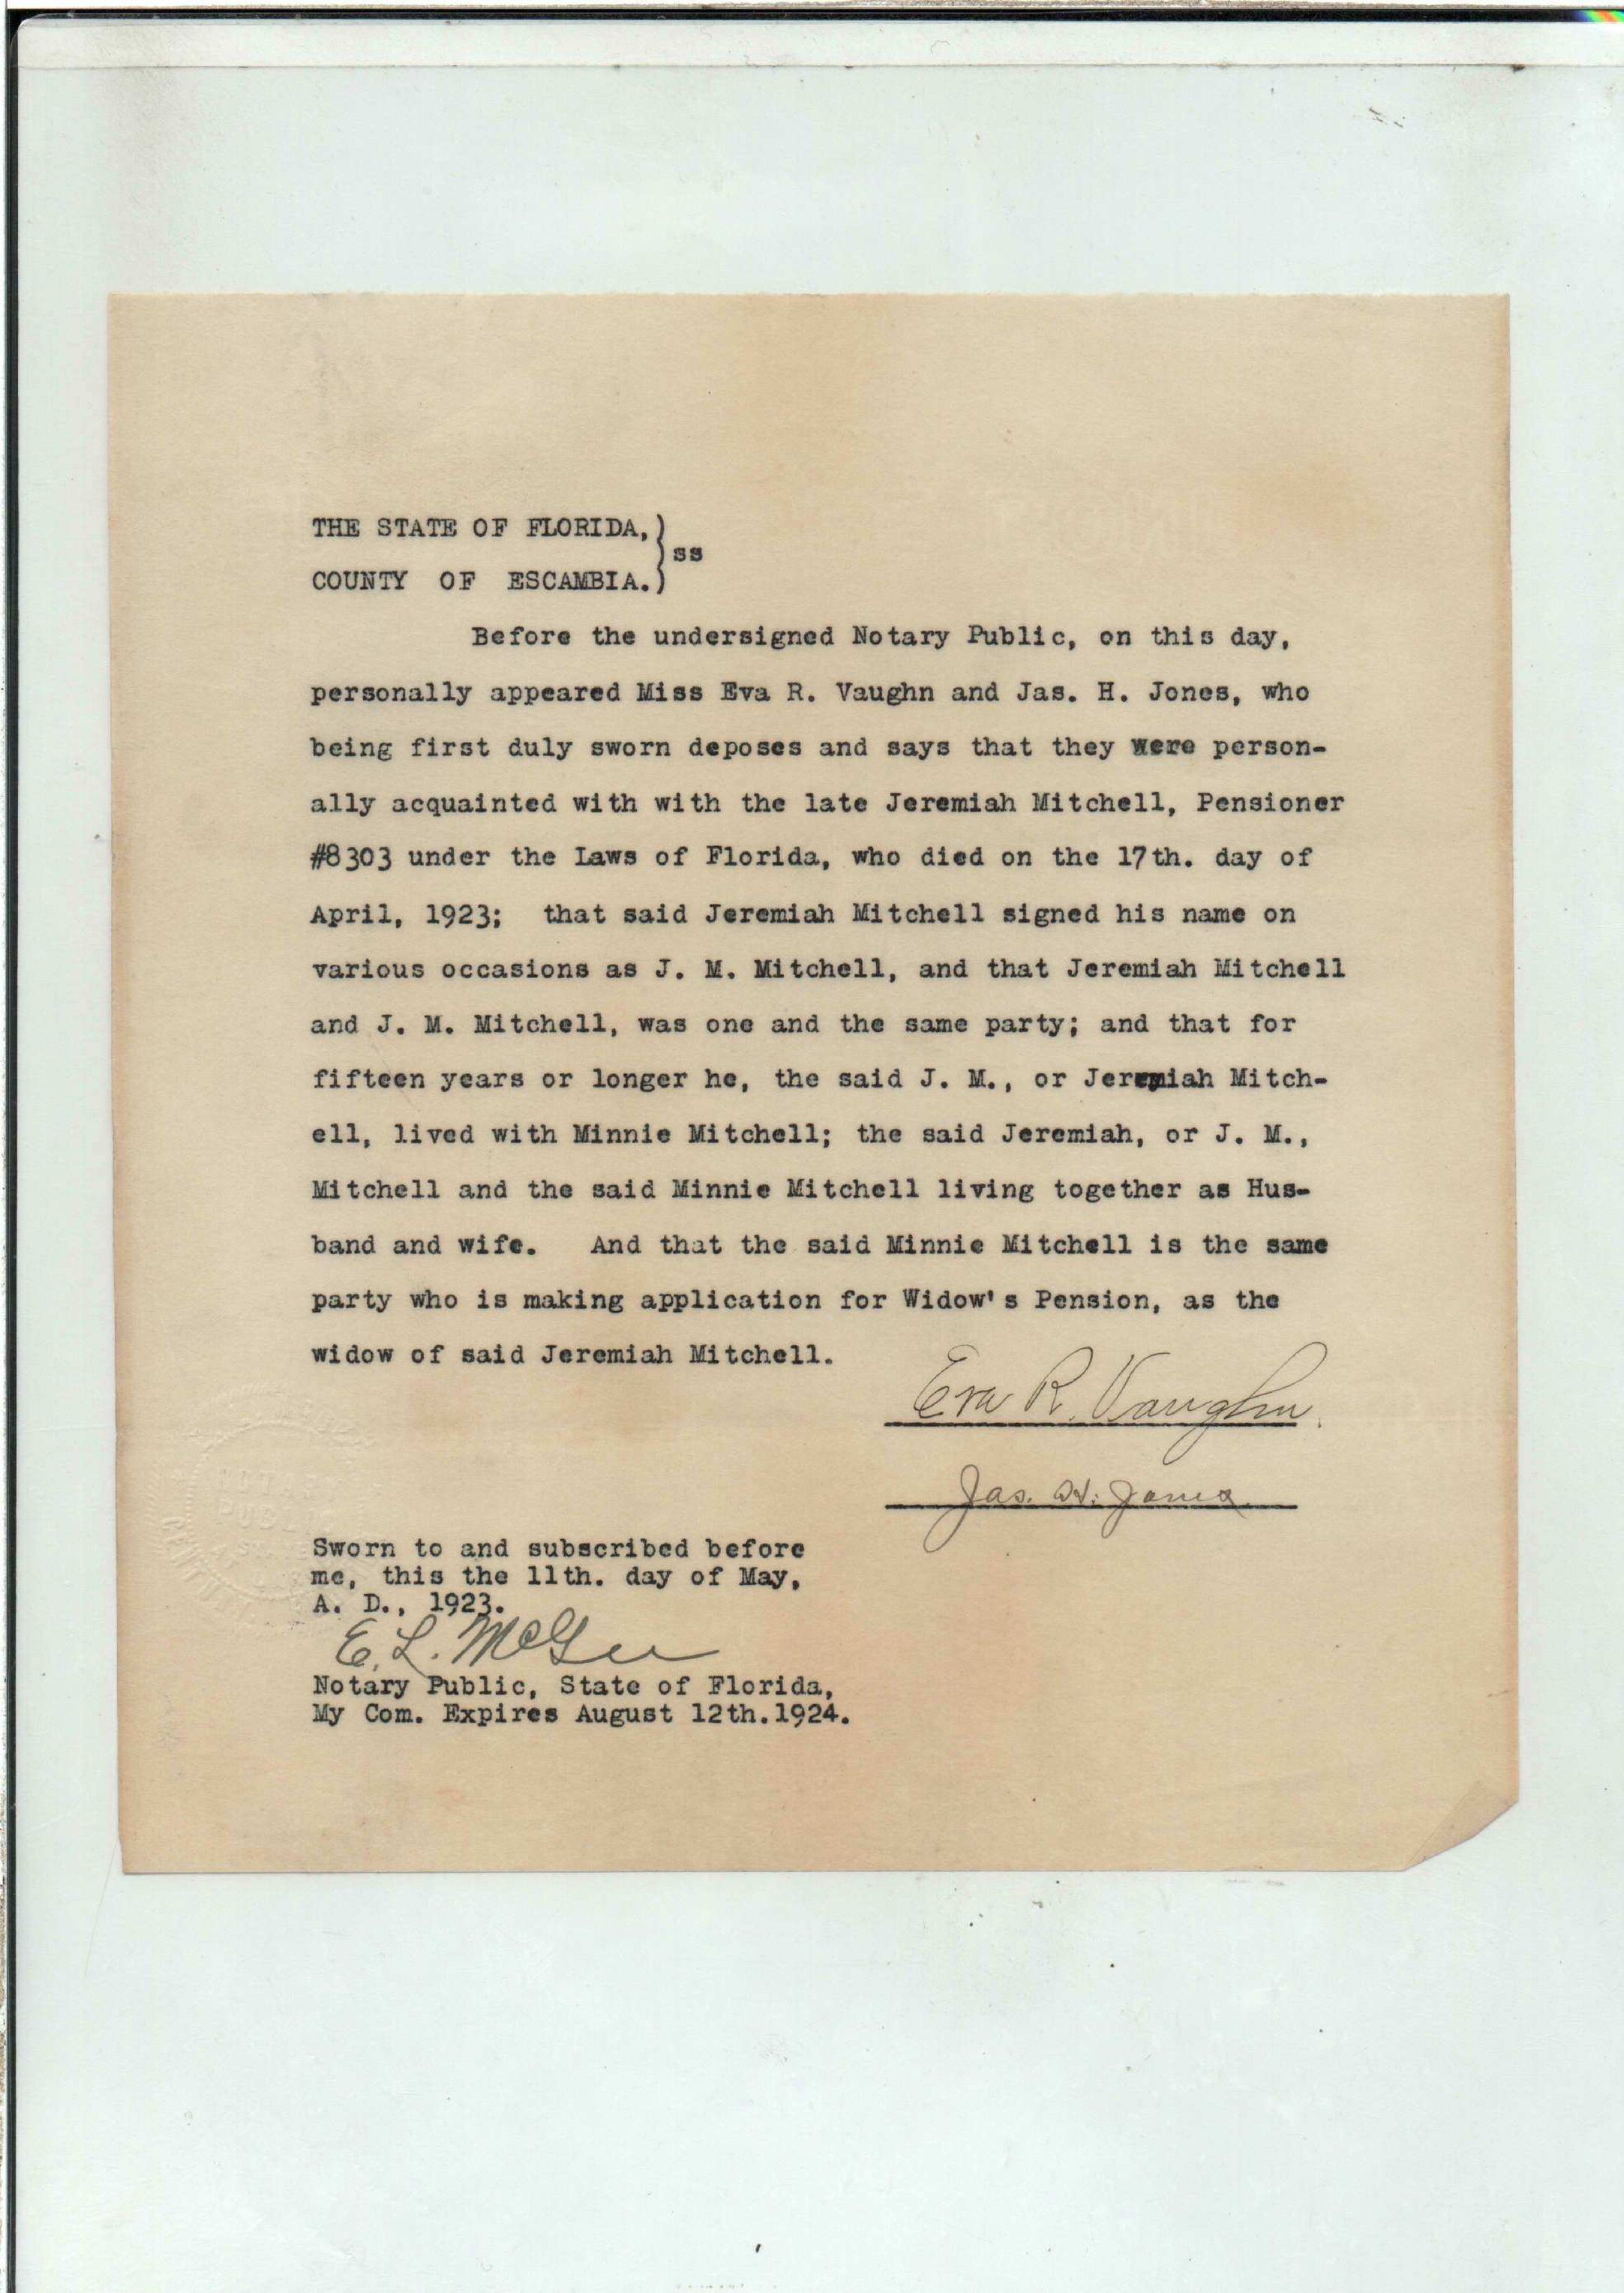 THE STATE OF FLORIDA,)
)ss
COUNTY OF ESCAMBIA.)
Before the undersigned Notary Public, on this day,
personally appeared Miss Eva R. Vaughn and Jas. H. Jones, who
being first duly sworn deposes and says that they were person-
ally acquainted with with the late Jeremiah Mitchell, Pensioner
#8303 under the Laws of Florida, who died on the 17th. day of
April, 1923; that said Jeremiah Mitchell signed his name on
various occasions as J. M. Mitchell, and that Jeremiah Mitchell
and J. M. Mitchell, was one and the same party; and that for
fifteen years or longer he, the said J. M., or Jeremiah Mitch-
ell, lived with Minnie Mitchell; the said Jeremiah, or J. M.,
Mitchell and the said Minnie Mitchell living together as Hus-
band and wife. And that the said Minnie Mitchell is the same
party who is making application for Widow's Pension, as the
widow of said Jeremiah Mitchell.
Eva R. Vaughn.
Jas. H. Jones
Sworn to and subscribed before
me, this the 11th. day of May,
A. D., 1923.
E. L. McGee
Notary Public, State of Florida,
My Com. Expires August 12th.1924.